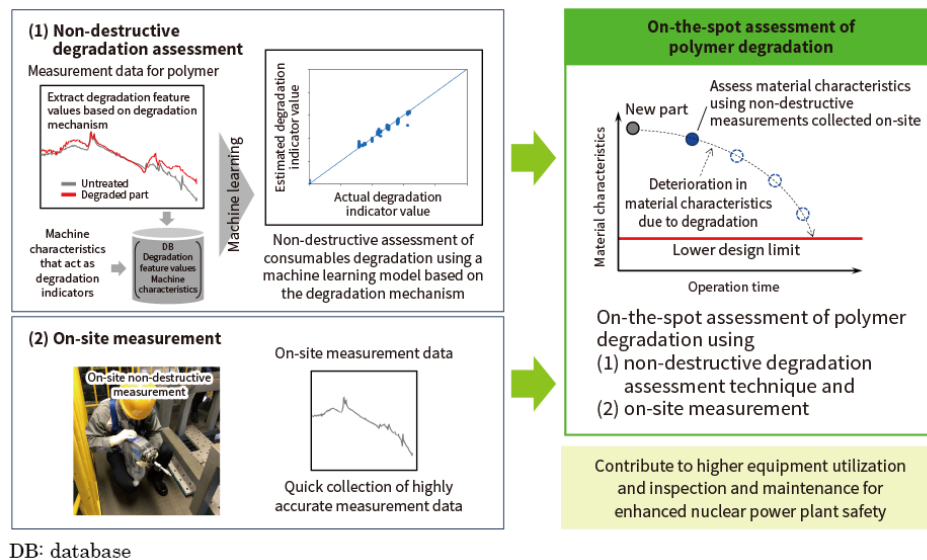 (1) Non-destructive
degradation assessment
Measurement data for polymer
Extract degradation feature
values based on degradation
mechanism
Untreated
Degraded part
Machine
characteristics
that act as
degradation
indicators
DB
Degradation
feature values
Machine
characteristics
Machine learning
Estimated degradation
indicator value
Actual degradation
indicator value
Non-destructive assessment of
consumables degradation using a
machine learning model based on
the degradation mechanism
(2) On-site measurement
On-site non-destructive
measurement
On-site measurement data
Quick collection of highly
accurate measurement data
On-the-spot assessment of
polymer degradation
Assess material characteristics
using non-destructive
measurements collected on-site
New part
Material characteristics
Deterioration in
material characteristics
due to degradation
Lower design limit
Operation time
On-the-spot assessment of polymer
degradation using
(1) non-destructive degradation
assessment technique and
(2) on-site measurement
Contribute to higher equipment utilization
and inspection and maintenance for
enhanced nuclear power plant safety
DB: database